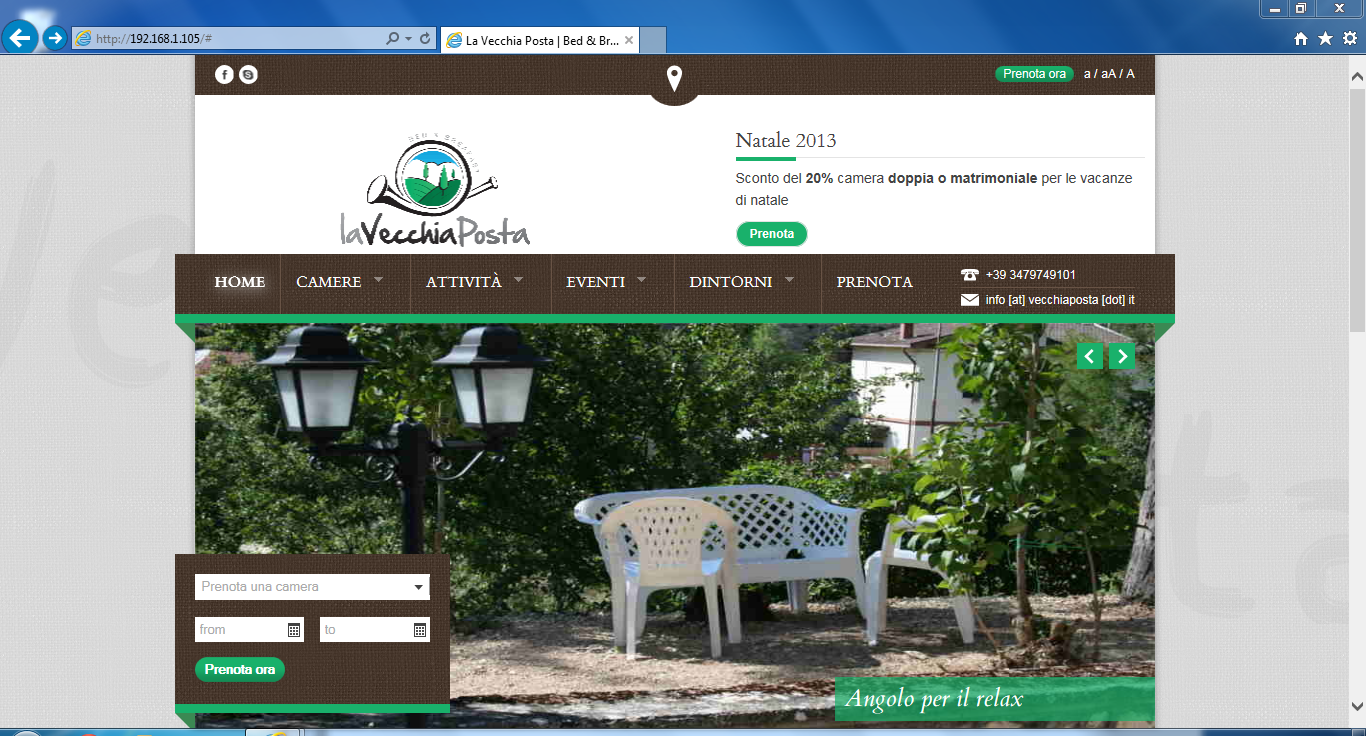 http://192.168.1.105/#
La Vecchia Posta | Bed & Br...
Prenota ora
a / aA / A
BED & BREAKFAST
laVecchiaPosta
Natale 2013
Sconto del 20% camera doppia o matrimoniale per le vacanze
di natale
Prenota
HOME
CAMERE
ATTIVITÀ
EVENTI
DINTORNI
PRENOTA
+39 3479749101
info [at] vecchiaposta [dot] it
Prenota una camera
from
to
Prenota ora
Angolo per il relax